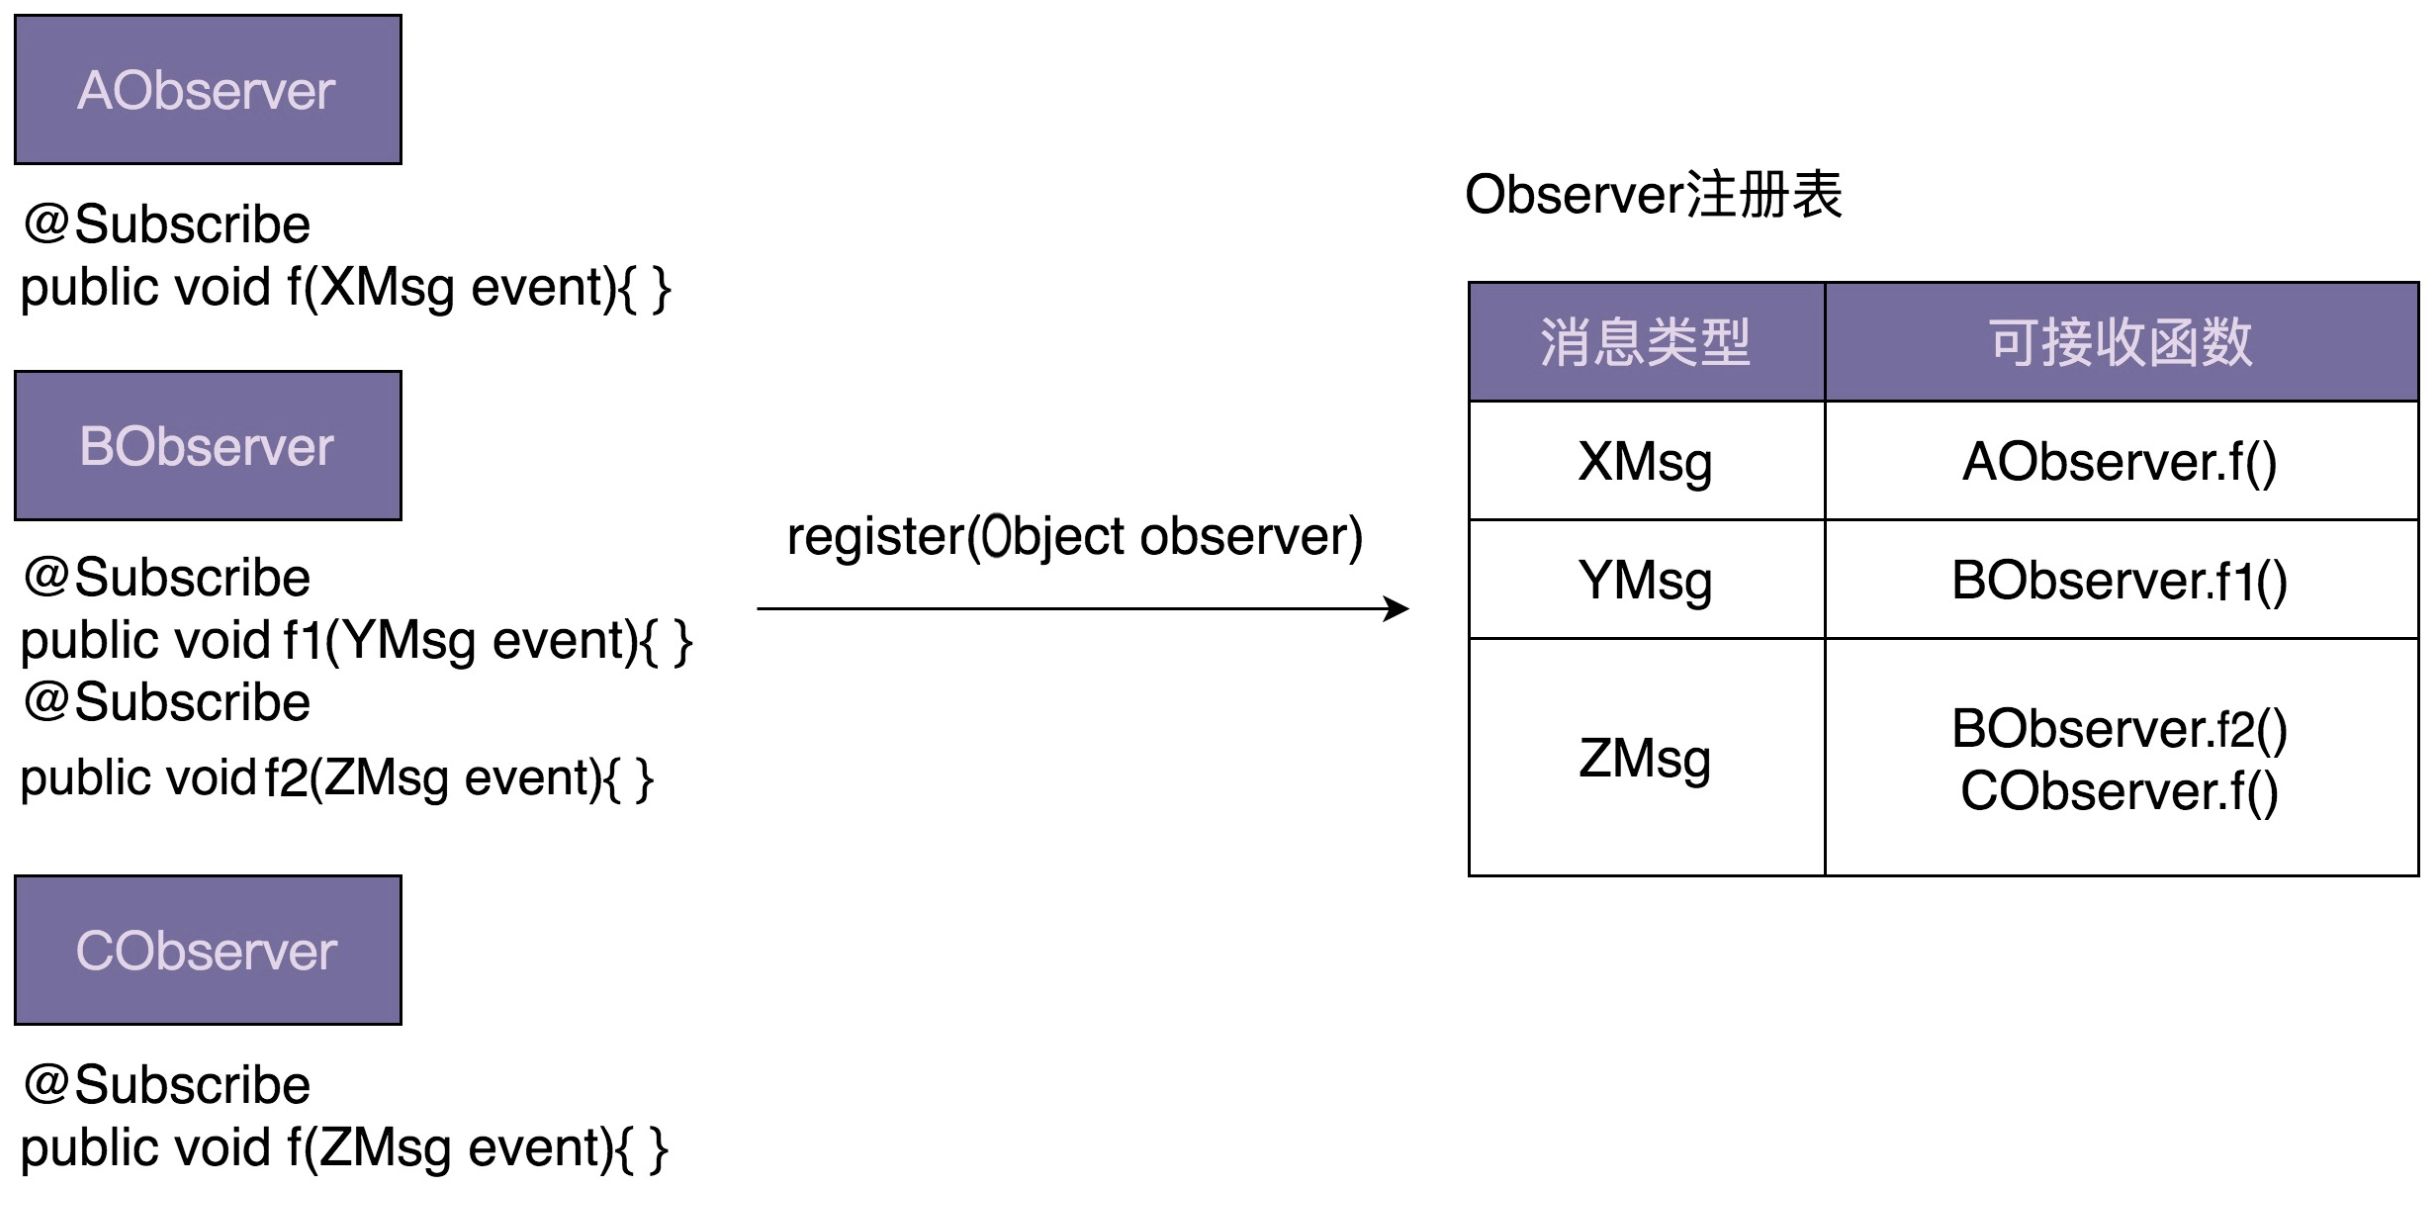 AObserver
@Subscribe
public void f(XMsg event){ }
BObserver
@Subscribe
public void f1(YMsg event){ }
@Subscribe
public void f2(ZMsg event){ }
CObserver
@Subscribe
public void f(ZMsg event){ }
register(Object observer)
Observer注册表
消息类型 可接收函数
XMsg AObserver.f()
YMsg BObserver.f1()
ZMsg BObserver.f2()
CObserver.f()